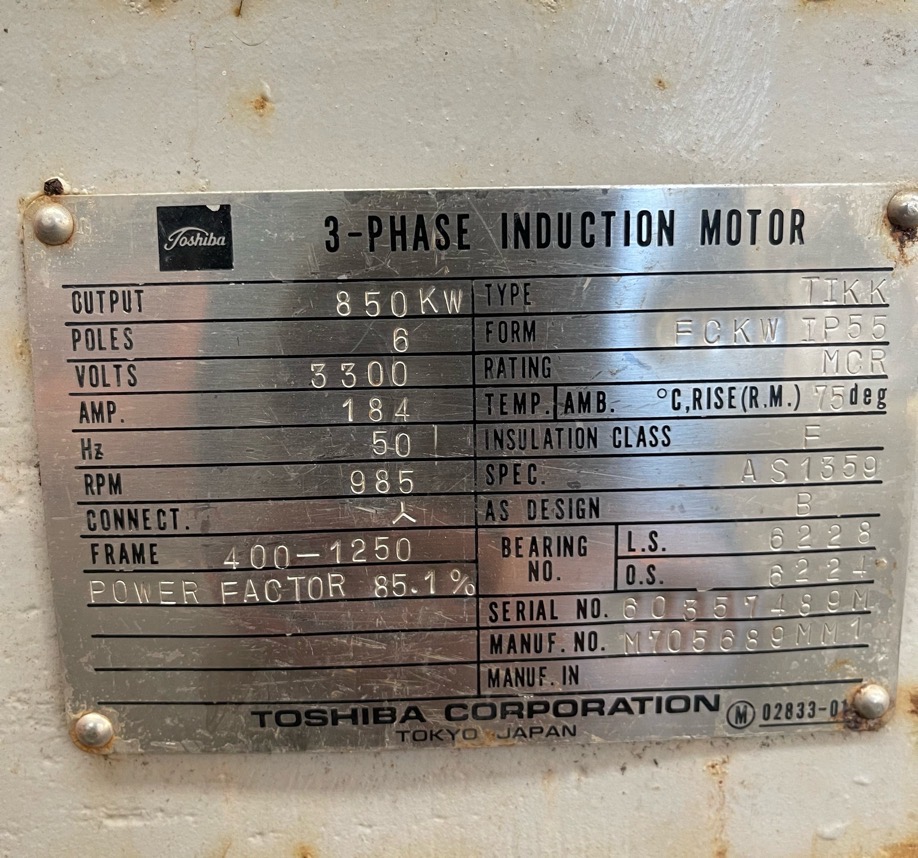 Toshiba
3-PHASE INDUCTION MOTOR
OUTPUT 850KW
POLES 6
VOLTS 3300
AMP. 184
Hz 50
RPM 985
CONNECT. 人
FRAME 400-1250
POWER FACTOR 85.1%
TYPE TIKK
FORM FCKW IP55
RATING MCR
TEMP. AMB. °C,RISE(R.M.) 75deg
INSULATION CLASS F
SPEC. AS1359
AS DESIGN B
BEARING NO. L.S. 6228
O.S. 6224
SERIAL NO. 60557489M
MANUF. NO. M705689MM1
MANUF. IN
TOSHIBA CORPORATION
TOKYO JAPAN
M 02833-01